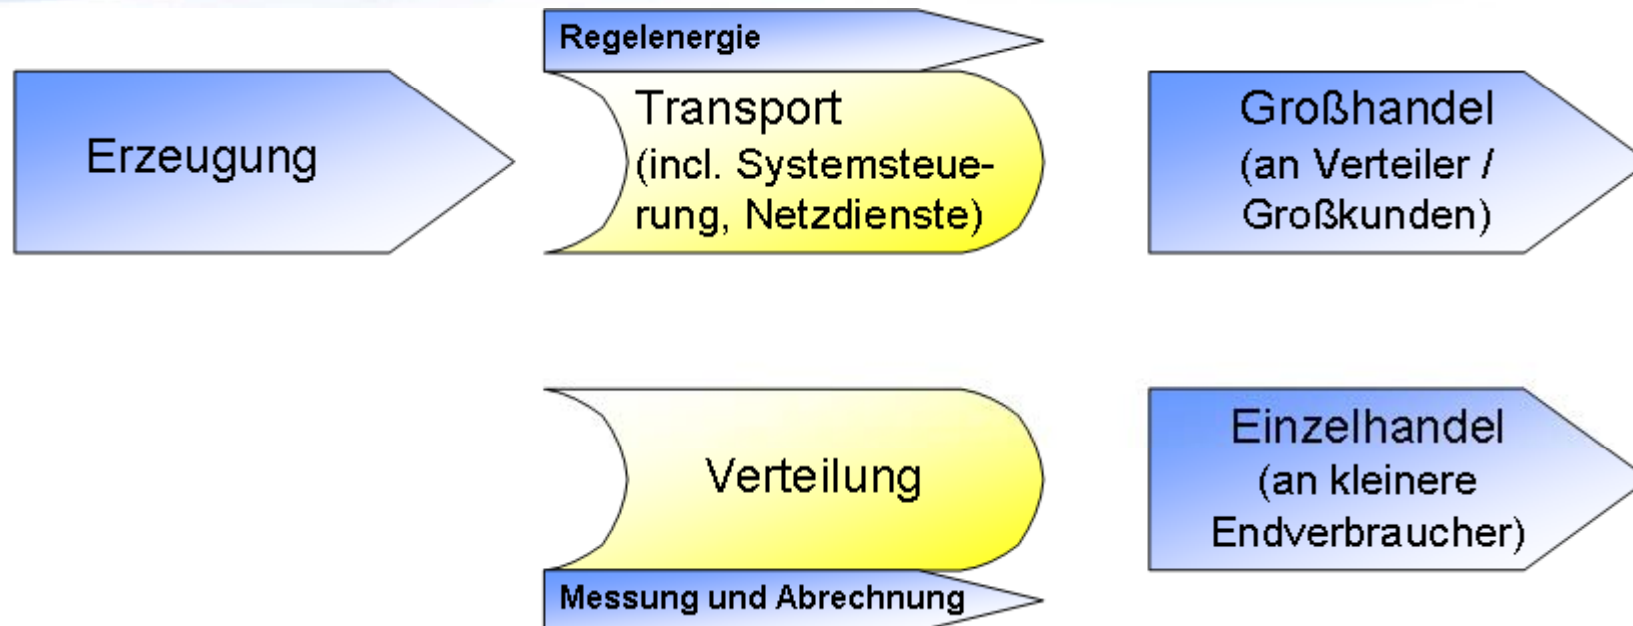 Regelenergie
Erzeugung
Transport
(incl. Systemsteue-
rung, Netzdienste)
Großhandel
(an Verteiler /
Großkunden)
Verteilung
Messung und Abrechnung
Einzelhandel
(an kleinere
Endverbraucher)